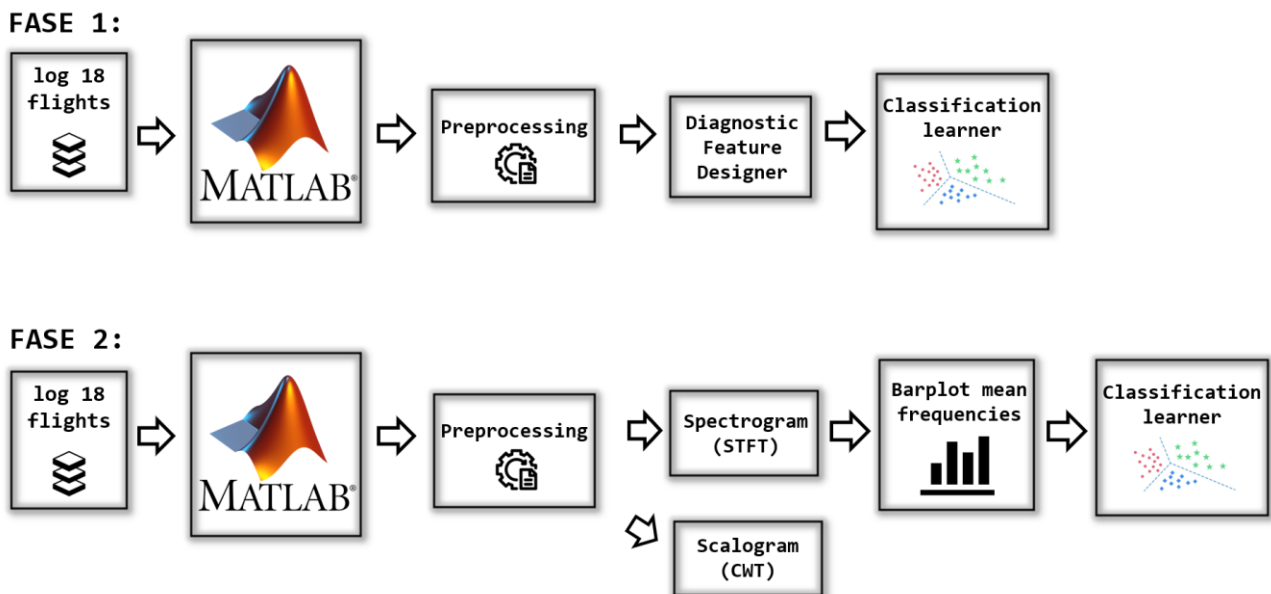 FASE 1:
log 18
flights
MATLAB®
Preprocessing
Diagnostic
Feature
Designer
Classification
learner
FASE 2:
log 18
flights
MATLAB®
Preprocessing
Spectrogram
(STFT)
Barplot mean
frequencies
Classification
learner
Scalogram
(CWT)